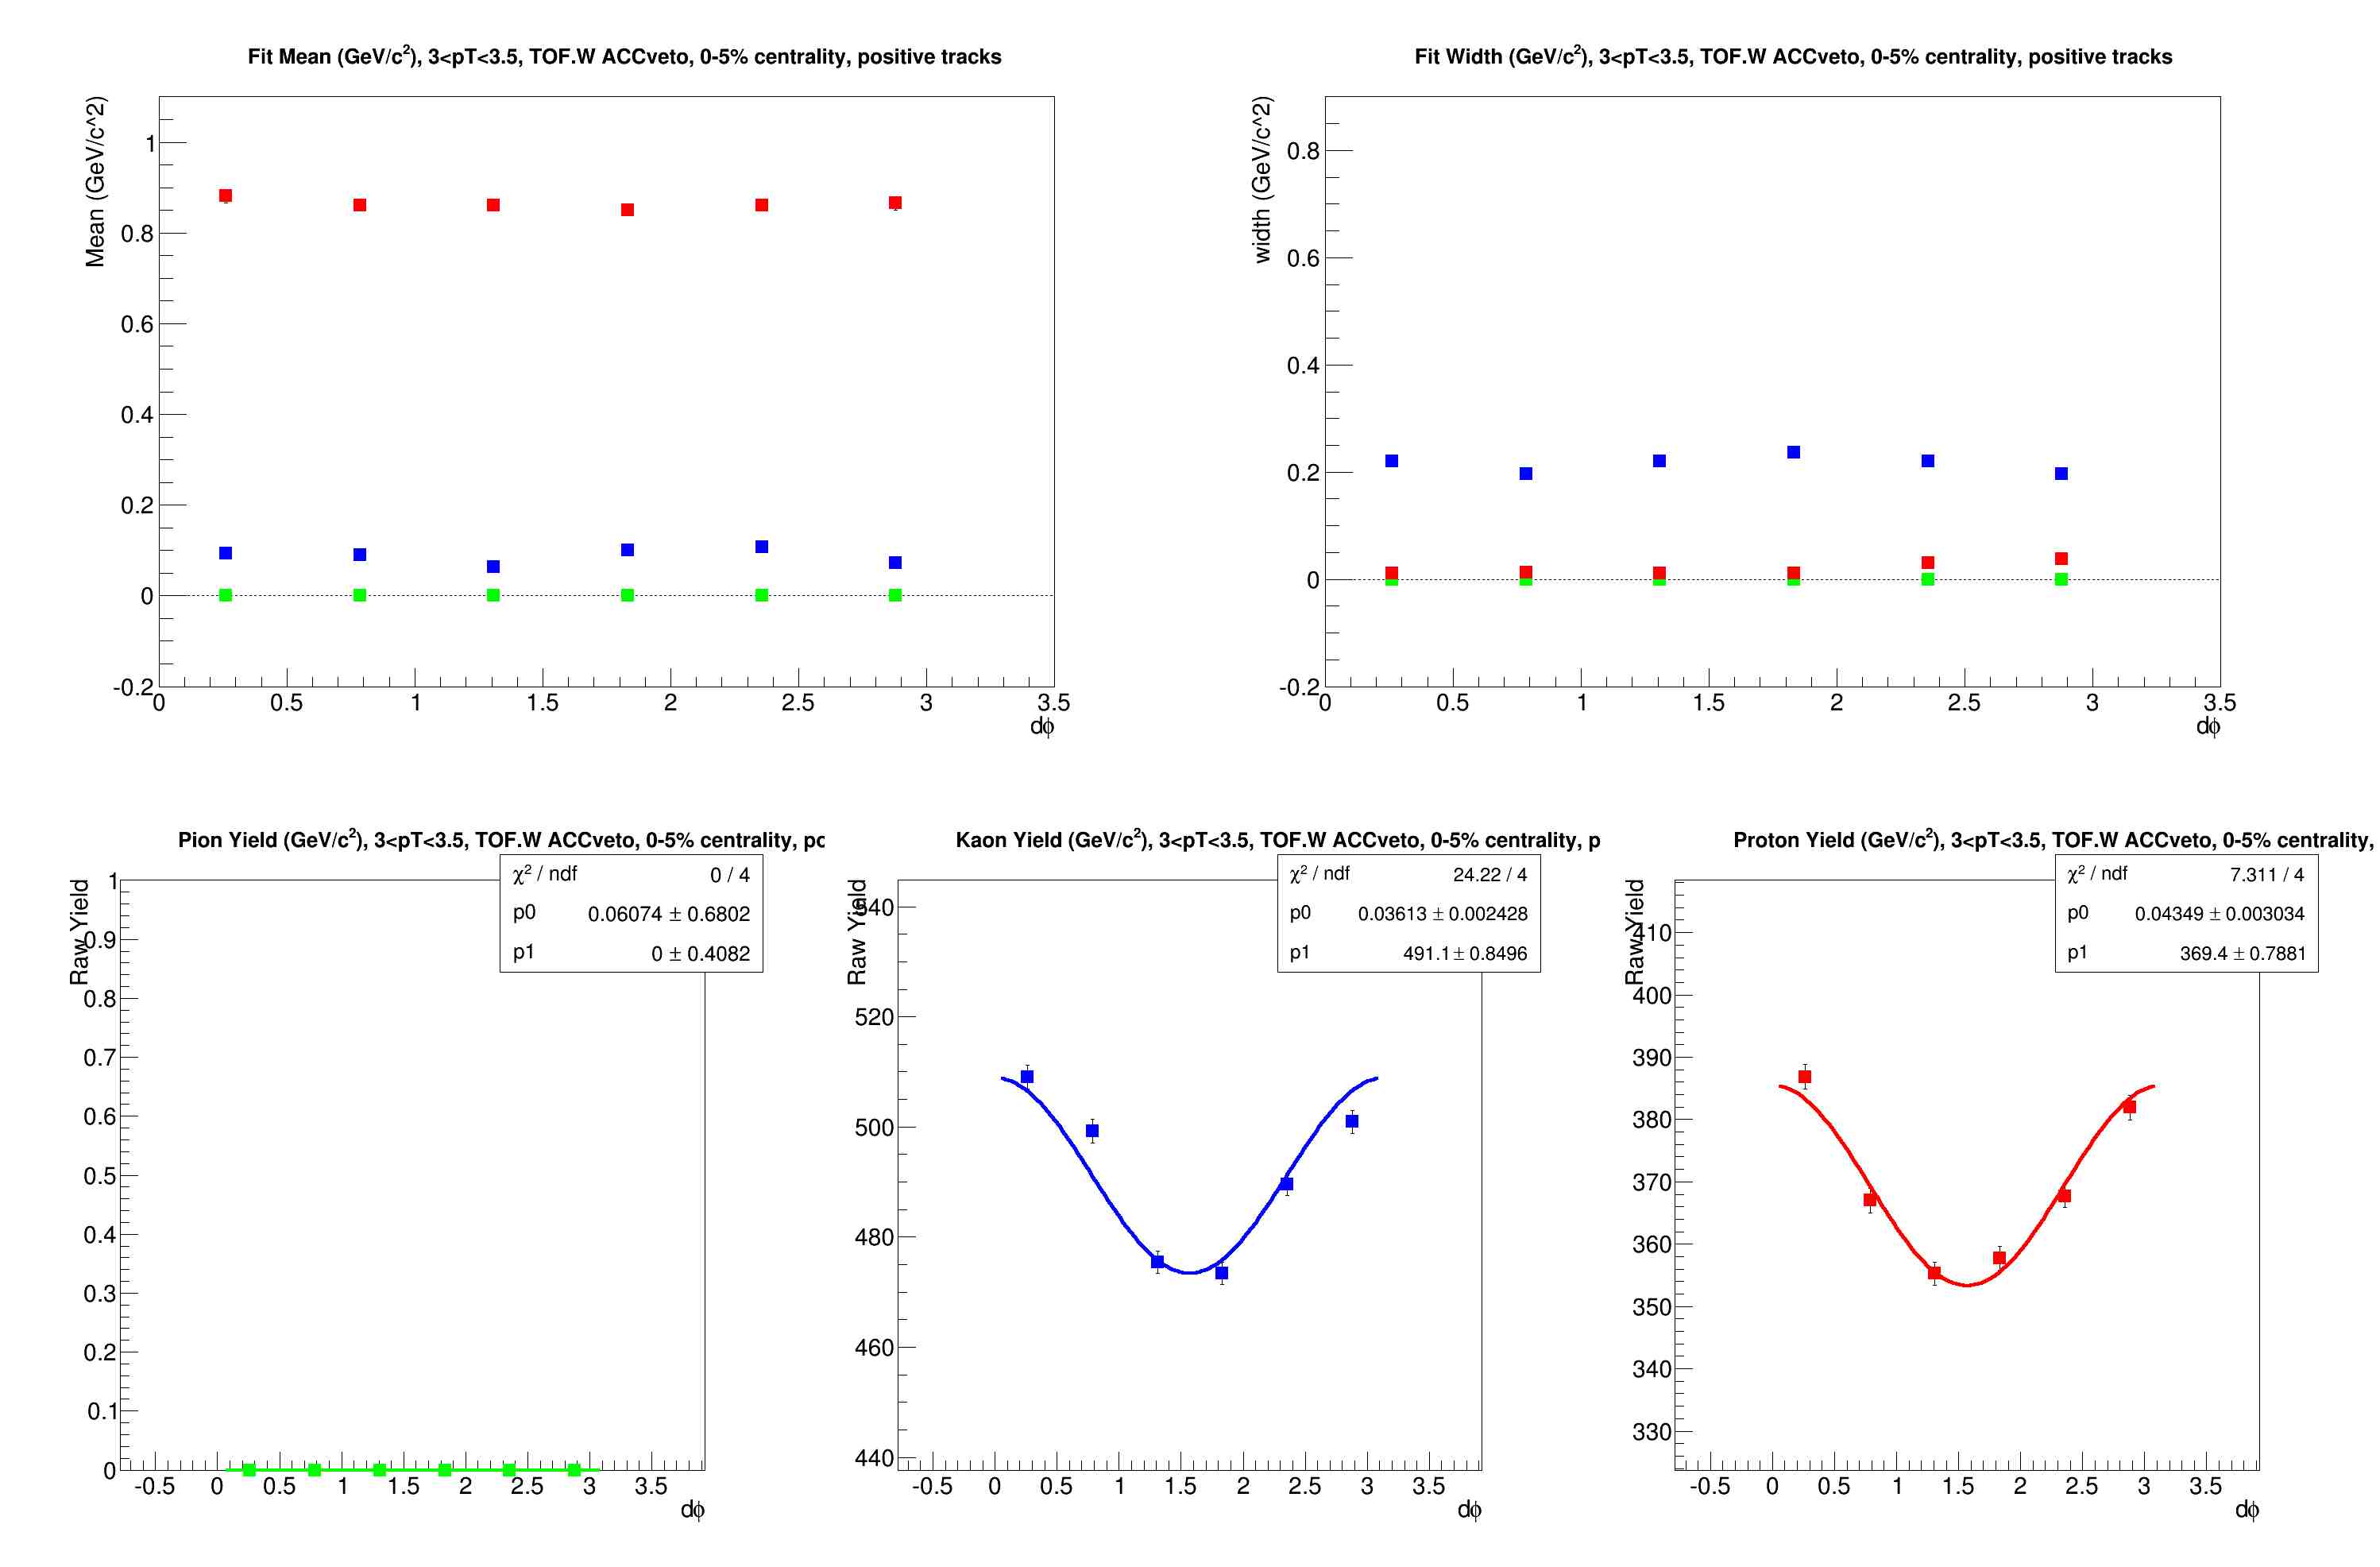 Fit Mean (GeV/c²), 3<pT<3.5, TOF.W ACCveto, 0-5% centrality, positive tracks
Mean (GeV/c^2)
1
0.8
0.6
0.4
0.2
0
-0.2
0 0.5 1 1.5 2 2.5 3 3.5
dϕ
Fit Width (GeV/c²), 3<pT<3.5, TOF.W ACCveto, 0-5% centrality, positive tracks
width (GeV/c^2)
0.8
0.6
0.4
0.2
0
-0.2
0 0.5 1 1.5 2 2.5 3 3.5
dϕ
Pion Yield (GeV/c²), 3<pT<3.5, TOF.W ACCveto, 0-5% centrality, po
χ² / ndf 0 / 4
p0 0.06074 ± 0.6802
p1 0 ± 0.4082
Raw Yield
1
0.9
0.8
0.7
0.6
0.5
0.4
0.3
0.2
0.1
0
-0.5 0 0.5 1 1.5 2 2.5 3 3.5
dϕ
Kaon Yield (GeV/c²), 3<pT<3.5, TOF.W ACCveto, 0-5% centrality, p
χ² / ndf 24.22 / 4
p0 0.03613 ± 0.002428
p1 491.1 ± 0.8496
Raw Yield
540
520
500
480
460
440
-0.5 0 0.5 1 1.5 2 2.5 3 3.5
dϕ
Proton Yield (GeV/c²), 3<pT<3.5, TOF.W ACCveto, 0-5% centrality,
χ² / ndf 7.311 / 4
p0 0.04349 ± 0.003034
p1 369.4 ± 0.7881
Raw Yield
410
400
390
380
370
360
350
340
330
-0.5 0 0.5 1 1.5 2 2.5 3 3.5
dϕ